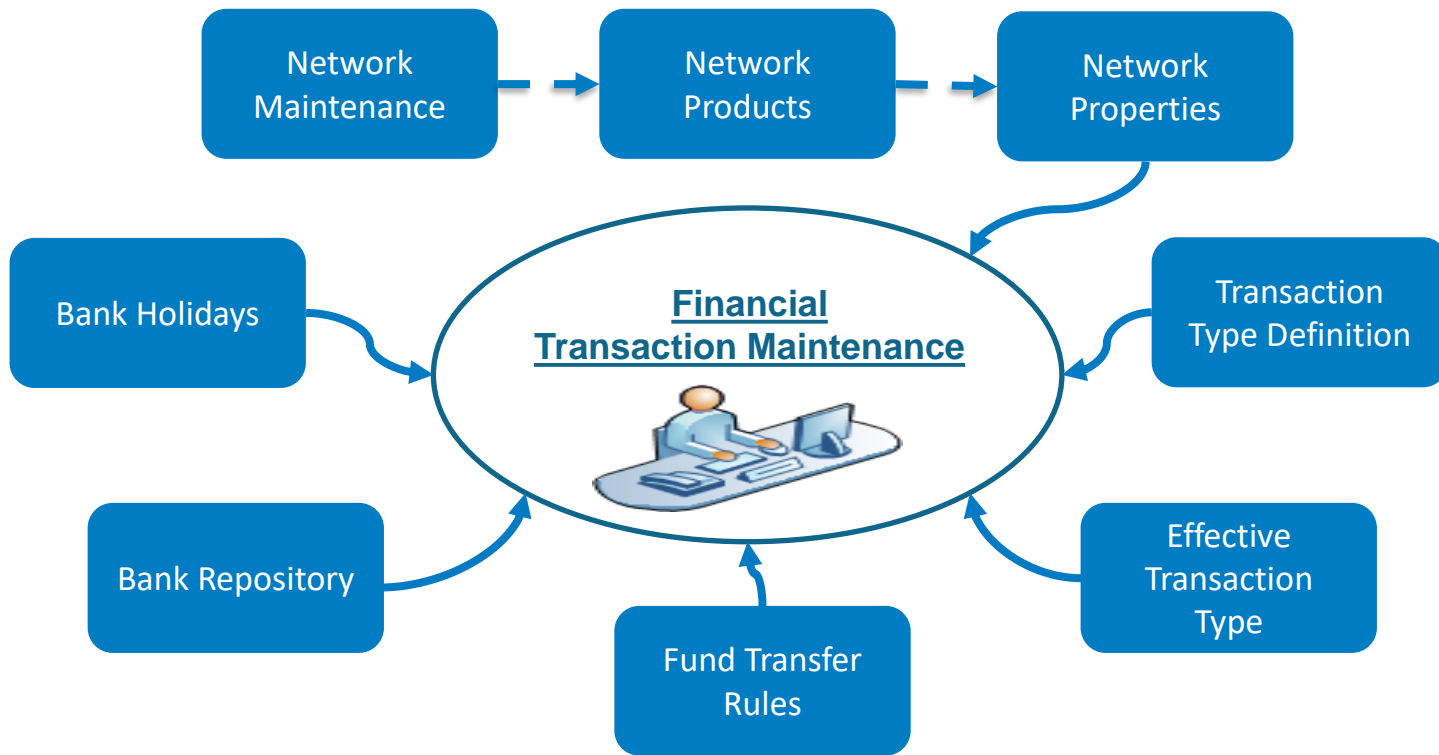 Network
Maintenance
Network
Products
Network
Properties
Bank Holidays
Financial
Transaction Maintenance
Transaction
Type Definition
Bank Repository
Fund Transfer
Rules
Effective
Transaction
Type